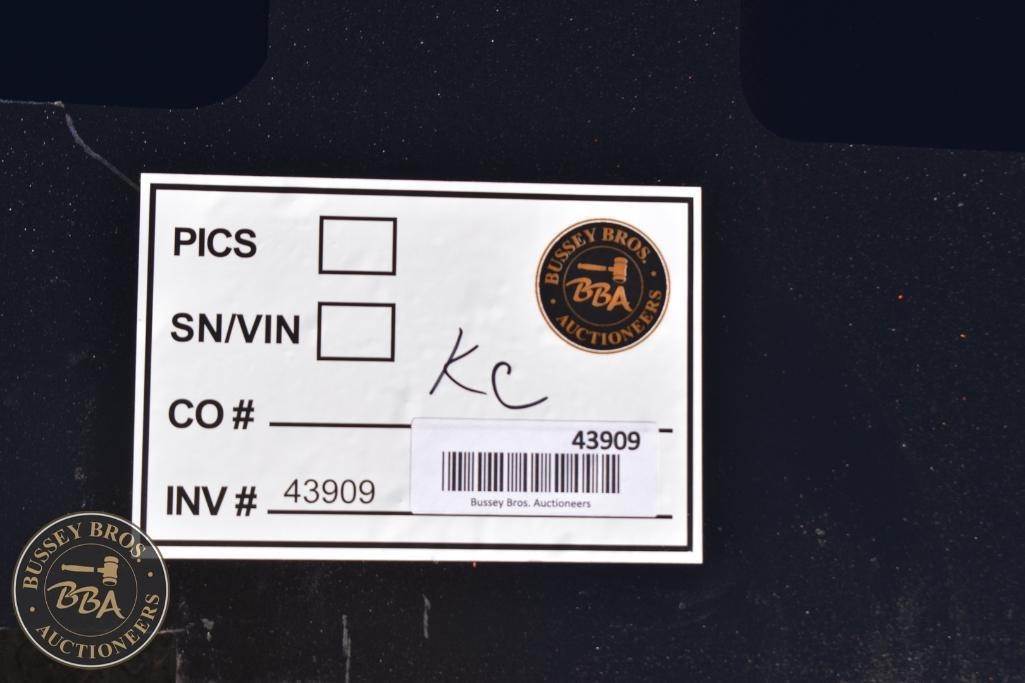 PICS
BUSSEY BROS.
BBA
AUCTIONEERS
SN/VIN
KC
CO #
43909
Bussey Bros. Auctioneers
INV # 43909
BUSSEY BROS.
BBA
AUCTIONEERS